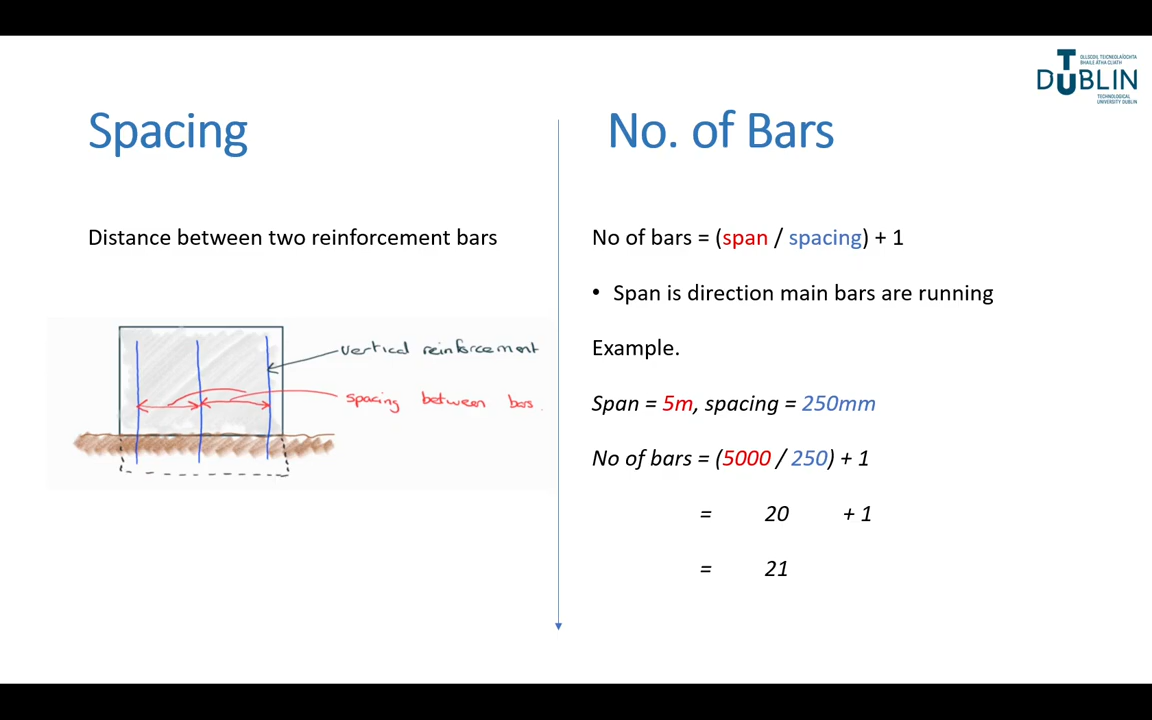 OLLSCOIL TEICNEOLAÍOCHTA
BHAILE ÁTHA CLIATH
TU DUBLIN
TECHNOLOGICAL
UNIVERSITY DUBLIN
Spacing
Distance between two reinforcement bars
vertical reinforcement
spacing between bars.
No. of Bars
No of bars = (span / spacing) + 1
• Span is direction main bars are running
Example.
Span = 5m, spacing = 250mm
No of bars = (5000 / 250) + 1
= 20 + 1
= 21